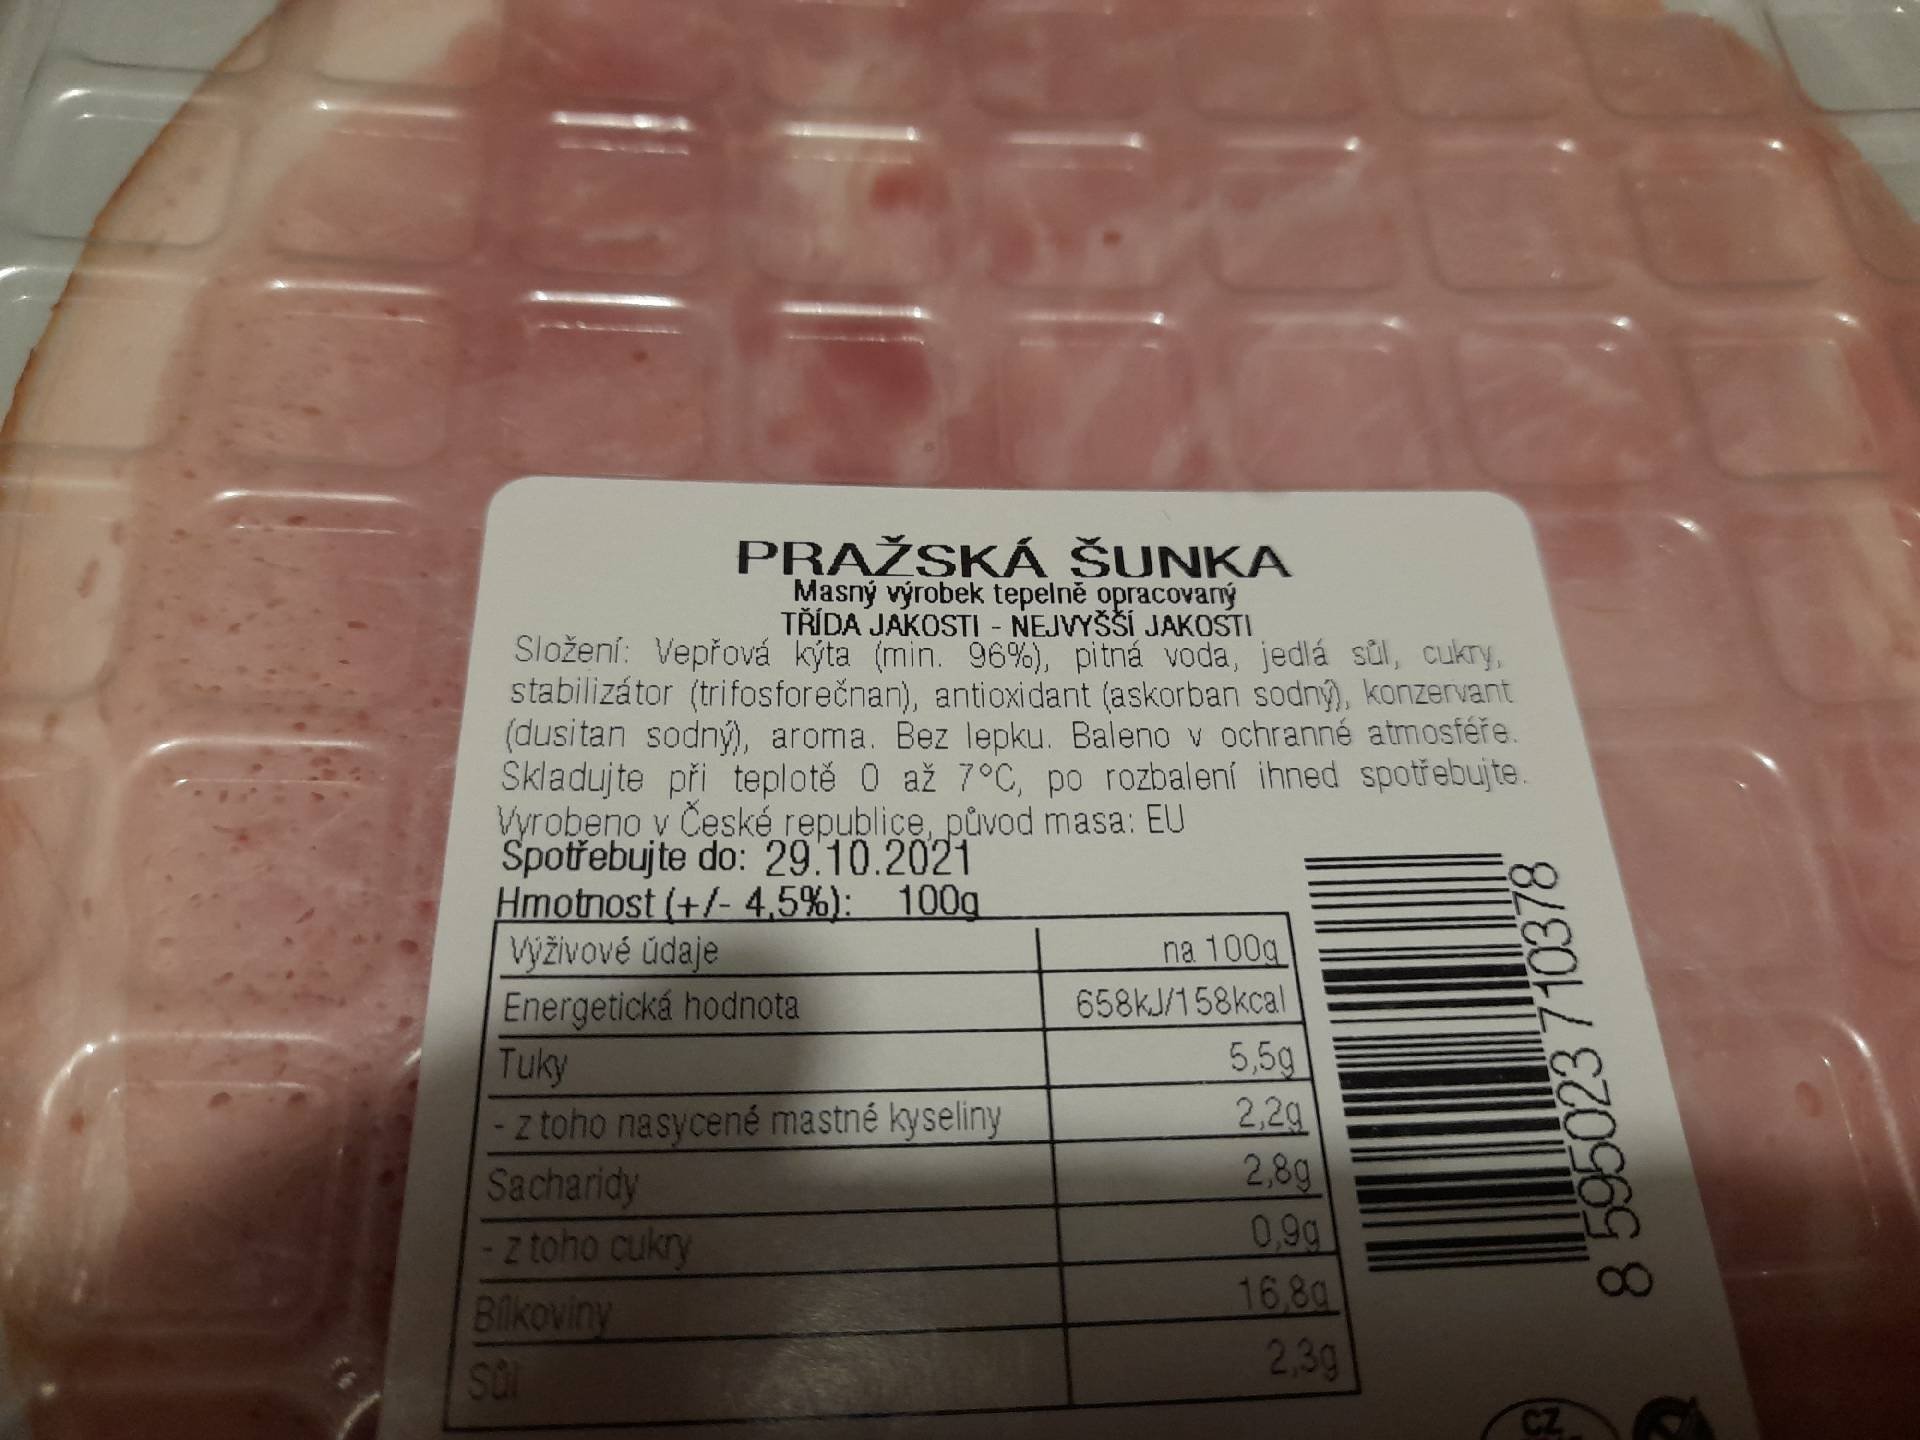 PRAŽSKÁ ŠUNKA
Masný výrobek tepelně opracovaný
TŘÍDA JAKOSTI - NEJVYŠŠÍ JAKOSTI
Složení: Vepřová kýta (min. 96%), pitná voda, jedlá sůl, cukry,
stabilizátor (trifosforečnan), antioxidant (askorban sodný), konzervant
(dusitan sodný), aroma. Bez lepku. Baleno v ochranné atmosféře.
Skladujte při teplotě 0 až 7°C, po rozbalení ihned spotřebujte.
Vyrobeno v České republice, původ masa: EU
Spotřebujte do: 29.10.2021
Hmotnost (+/- 4,5%): 100g
Výživové údaje na 100g
Energetická hodnota 658kJ/158kcal
Tuky 5,5g
- z toho nasycené mastné kyseliny 2,2g
Sacharidy 2,8g
- z toho cukry 0,9g
Bílkoviny 16,8g
Sůl 2,3g
8 595023 710378
CZ